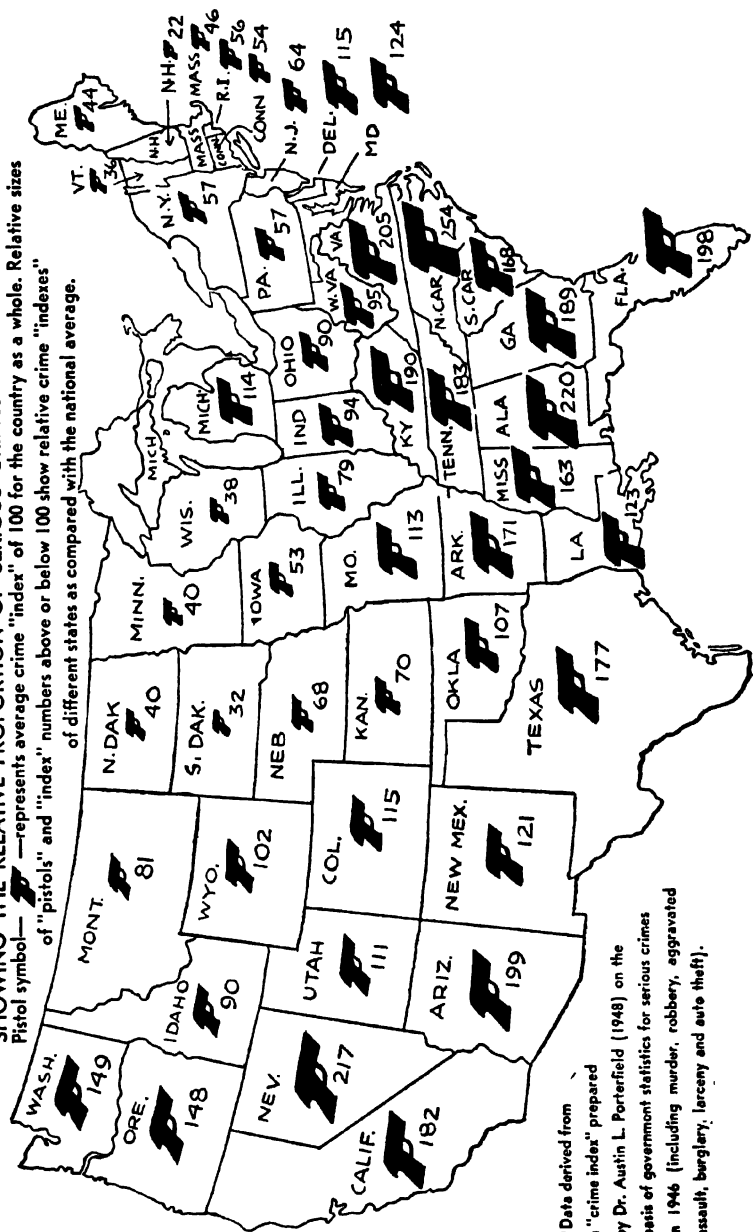 SHOWING THE RELATIVE PROPORTION OF SERIOUS
Pistol symbol— —represents average crime "index" of 100 for the country as a whole. Relative sizes
of "pistols" and "index" numbers above or below 100 show relative crime "indexes"
of different states as compared with the national average.
WASH.
149
ORE.
148
CALIF.
182
NEV.
217
IDAHO
90
MONT.
81
WYO.
102
UTAH
111
COL.
115
ARIZ.
199
NEW MEX.
121
N. DAK
40
S. DAK.
32
NEB
68
KAN.
70
OKLA
107
TEXAS
177
MINN.
40
IOWA
53
MO.
113
ARK.
171
LA.
123
WIS.
38
ILL.
79
MICH.
MICH.
114
IND
94
OHIO
90
KY
190
TENN.
183
MISS
163
ALA
220
GA
189
FLA.
198
S.CAR
168
N.CAR
254
VA
205
W.VA
95
PA.
57
N.Y.
57
VT.
36
ME.
44
N.H.
N.H. 22
MASS
MASS 46
R.I. 56
CONN
CONN 54
N.J. 64
DEL. 115
MD 124
Data derived from
"crime index" prepared
by Dr. Austin L. Porterfield (1948) on the
basis of government statistics for serious crimes
in 1946 (including murder, robbery, aggravated
assault, burglary, larceny and auto theft).